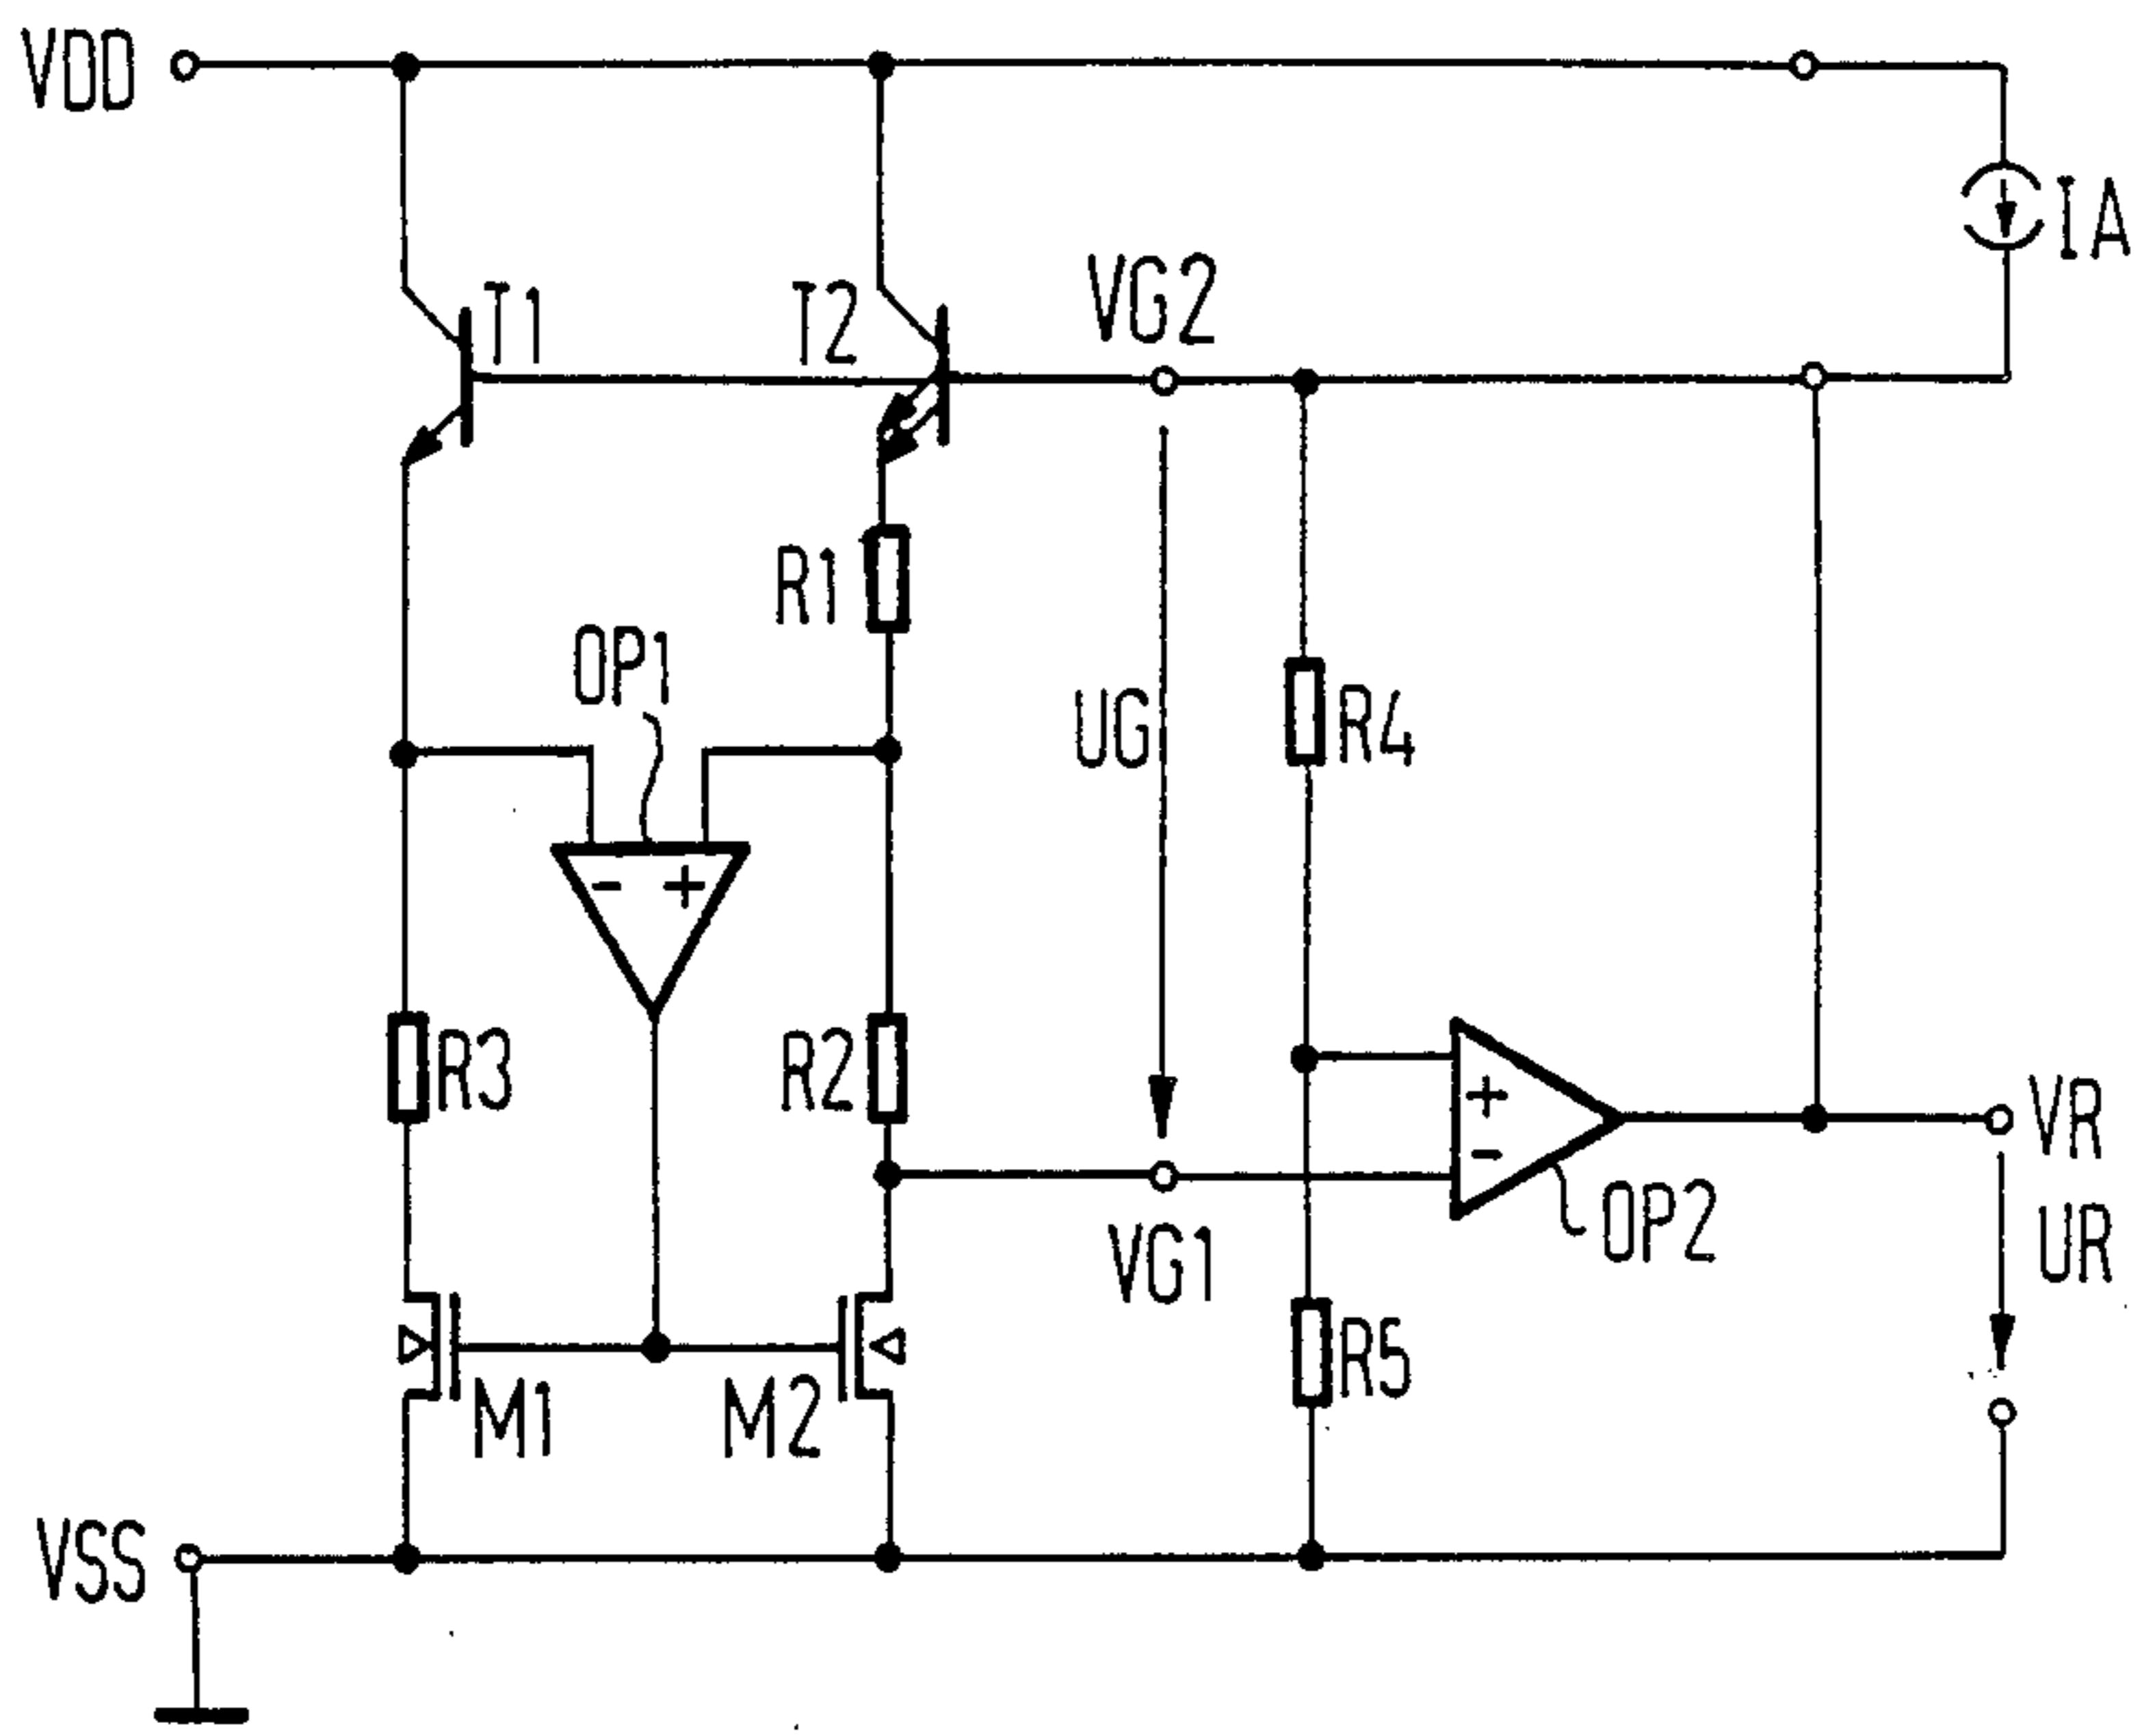 VDD
IA
T1
T2
VG2
R1
OP1
UG
R4
- +
R3
R2
+
-
VR
OP2
UR
VG1
R5
M1
M2
VSS